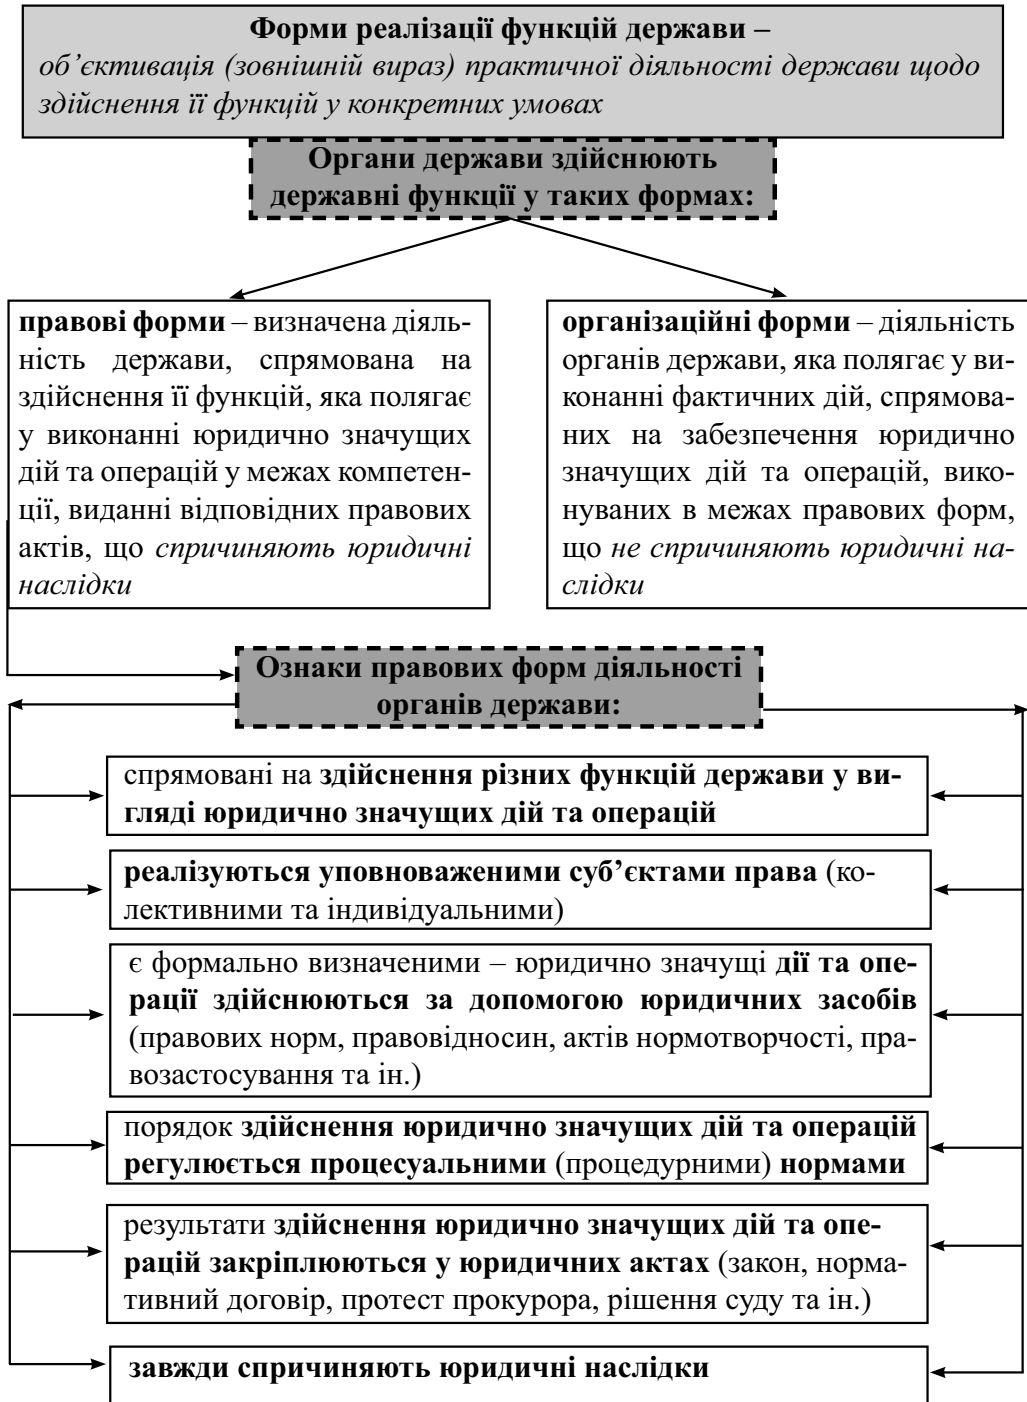 Форми реалізації функцій держави –
об’єктивація (зовнішній вираз) практичної діяльності держави щодо
здійснення її функцій у конкретних умовах
Органи держави здійснюють
державні функції у таких формах:
правові форми – визначена діяль-
ність держави, спрямована на
здійснення її функцій, яка полягає
у виконанні юридично значущих
дій та операцій у межах компетен-
ції, виданні відповідних правових
актів, що спричиняють юридичні
наслідки
організаційні форми – діяльність
органів держави, яка полягає у ви-
конанні фактичних дій, спрямова-
них на забезпечення юридично
значущих дій та операцій, вико-
нуваних в межах правових форм,
що не спричиняють юридичні на-
слідки
Ознаки правових форм діяльності
органів держави:
спрямовані на здійснення різних функцій держави у ви-
гляді юридично значущих дій та операцій
реалізуються уповноваженими суб’єктами права (ко-
лективними та індивідуальними)
є формально визначеними – юридично значущі дії та опе-
рації здійснюються за допомогою юридичних засобів
(правових норм, правовідносин, актів нормотворчості, пра-
возастосування та ін.)
порядок здійснення юридично значущих дій та операцій
регулюється процесуальними (процедурними) нормами
результати здійснення юридично значущих дій та опе-
рацій закріплюються у юридичних актах (закон, норма-
тивний договір, протест прокурора, рішення суду та ін.)
завжди спричиняють юридичні наслідки